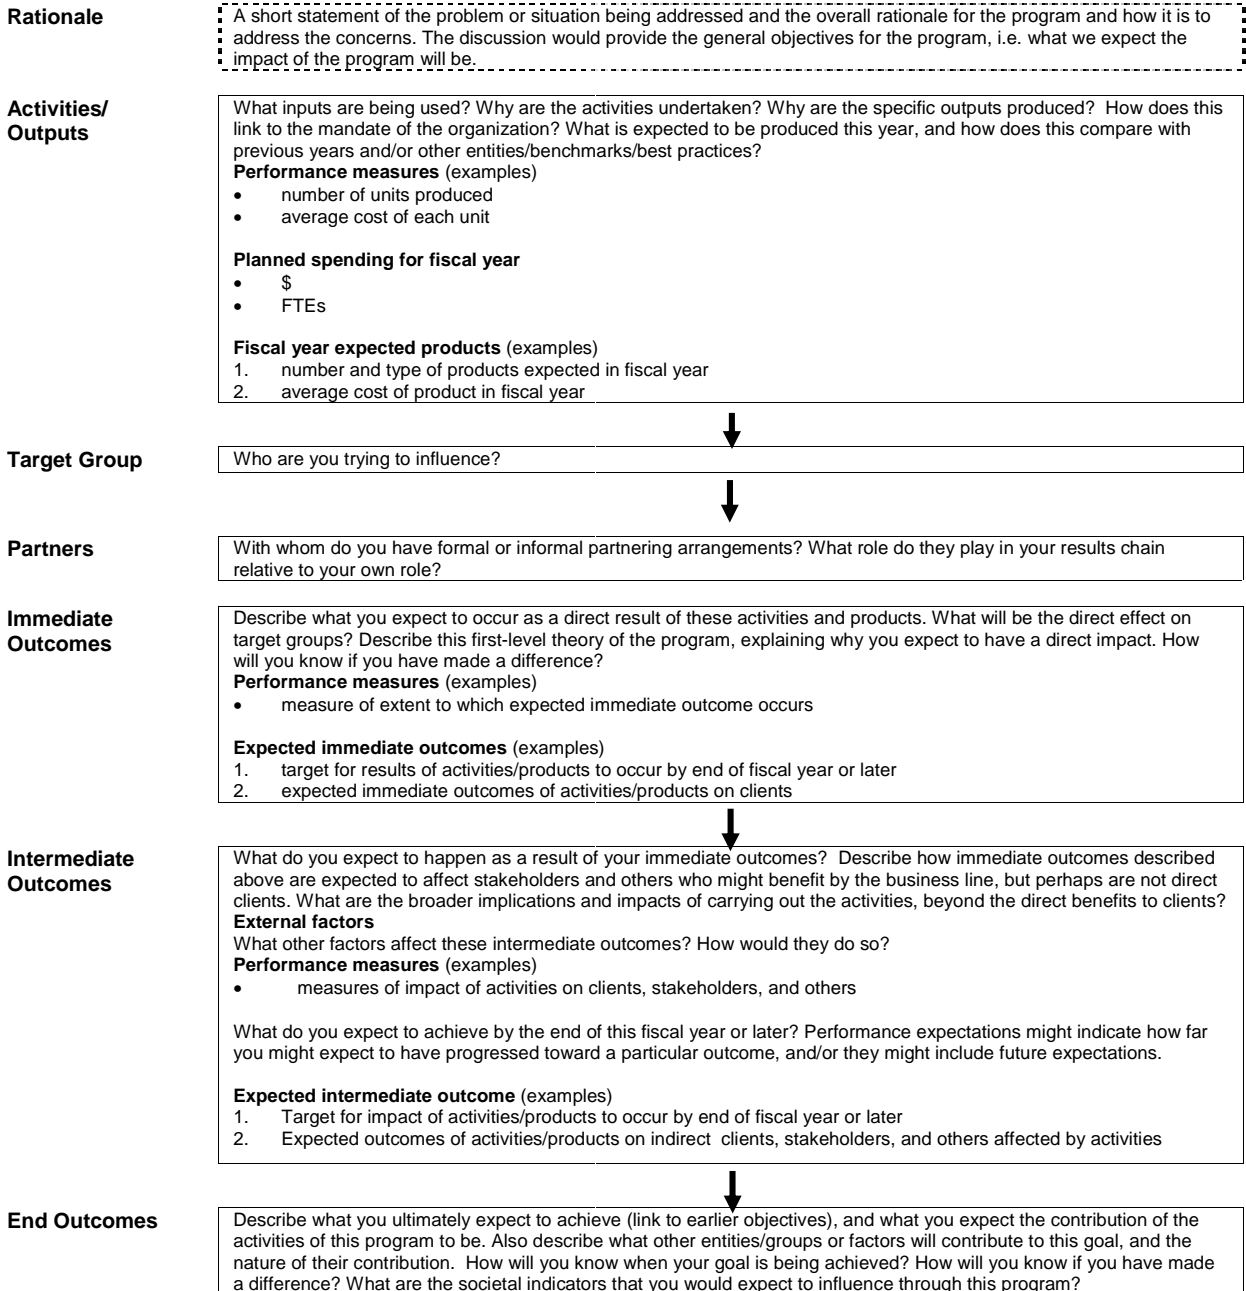 Rationale
A short statement of the problem or situation being addressed and the overall rationale for the program and how it is to
address the concerns. The discussion would provide the general objectives for the program, i.e. what we expect the
impact of the program will be.
Activities/
Outputs
What inputs are being used? Why are the activities undertaken? Why are the specific outputs produced?  How does this
link to the mandate of the organization? What is expected to be produced this year, and how does this compare with
previous years and/or other entities/benchmarks/best practices?
Performance measures (examples)
• number of units produced
• average cost of each unit
Planned spending for fiscal year
• $
• FTEs
Fiscal year expected products (examples)
1. number and type of products expected in fiscal year
2. average cost of product in fiscal year
Target Group
Who are you trying to influence?
Partners
With whom do you have formal or informal partnering arrangements? What role do they play in your results chain
relative to your own role?
Immediate
Outcomes
Describe what you expect to occur as a direct result of these activities and products. What will be the direct effect on
target groups? Describe this first-level theory of the program, explaining why you expect to have a direct impact. How
will you know if you have made a difference?
Performance measures (examples)
• measure of extent to which expected immediate outcome occurs
Expected immediate outcomes (examples)
1. target for results of activities/products to occur by end of fiscal year or later
2. expected immediate outcomes of activities/products on clients
Intermediate
Outcomes
What do you expect to happen as a result of your immediate outcomes?  Describe how immediate outcomes described
above are expected to affect stakeholders and others who might benefit by the business line, but perhaps are not direct
clients. What are the broader implications and impacts of carrying out the activities, beyond the direct benefits to clients?
External factors
What other factors affect these intermediate outcomes? How would they do so?
Performance measures (examples)
• measures of impact of activities on clients, stakeholders, and others
What do you expect to achieve by the end of this fiscal year or later? Performance expectations might indicate how far
you might expect to have progressed toward a particular outcome, and/or they might include future expectations.
Expected intermediate outcome (examples)
1. Target for impact of activities/products to occur by end of fiscal year or later
2. Expected outcomes of activities/products on indirect  clients, stakeholders, and others affected by activities
End Outcomes
Describe what you ultimately expect to achieve (link to earlier objectives), and what you expect the contribution of the
activities of this program to be. Also describe what other entities/groups or factors will contribute to this goal, and the
nature of their contribution.  How will you know when your goal is being achieved? How will you know if you have made
a difference? What are the societal indicators that you would expect to influence through this program?